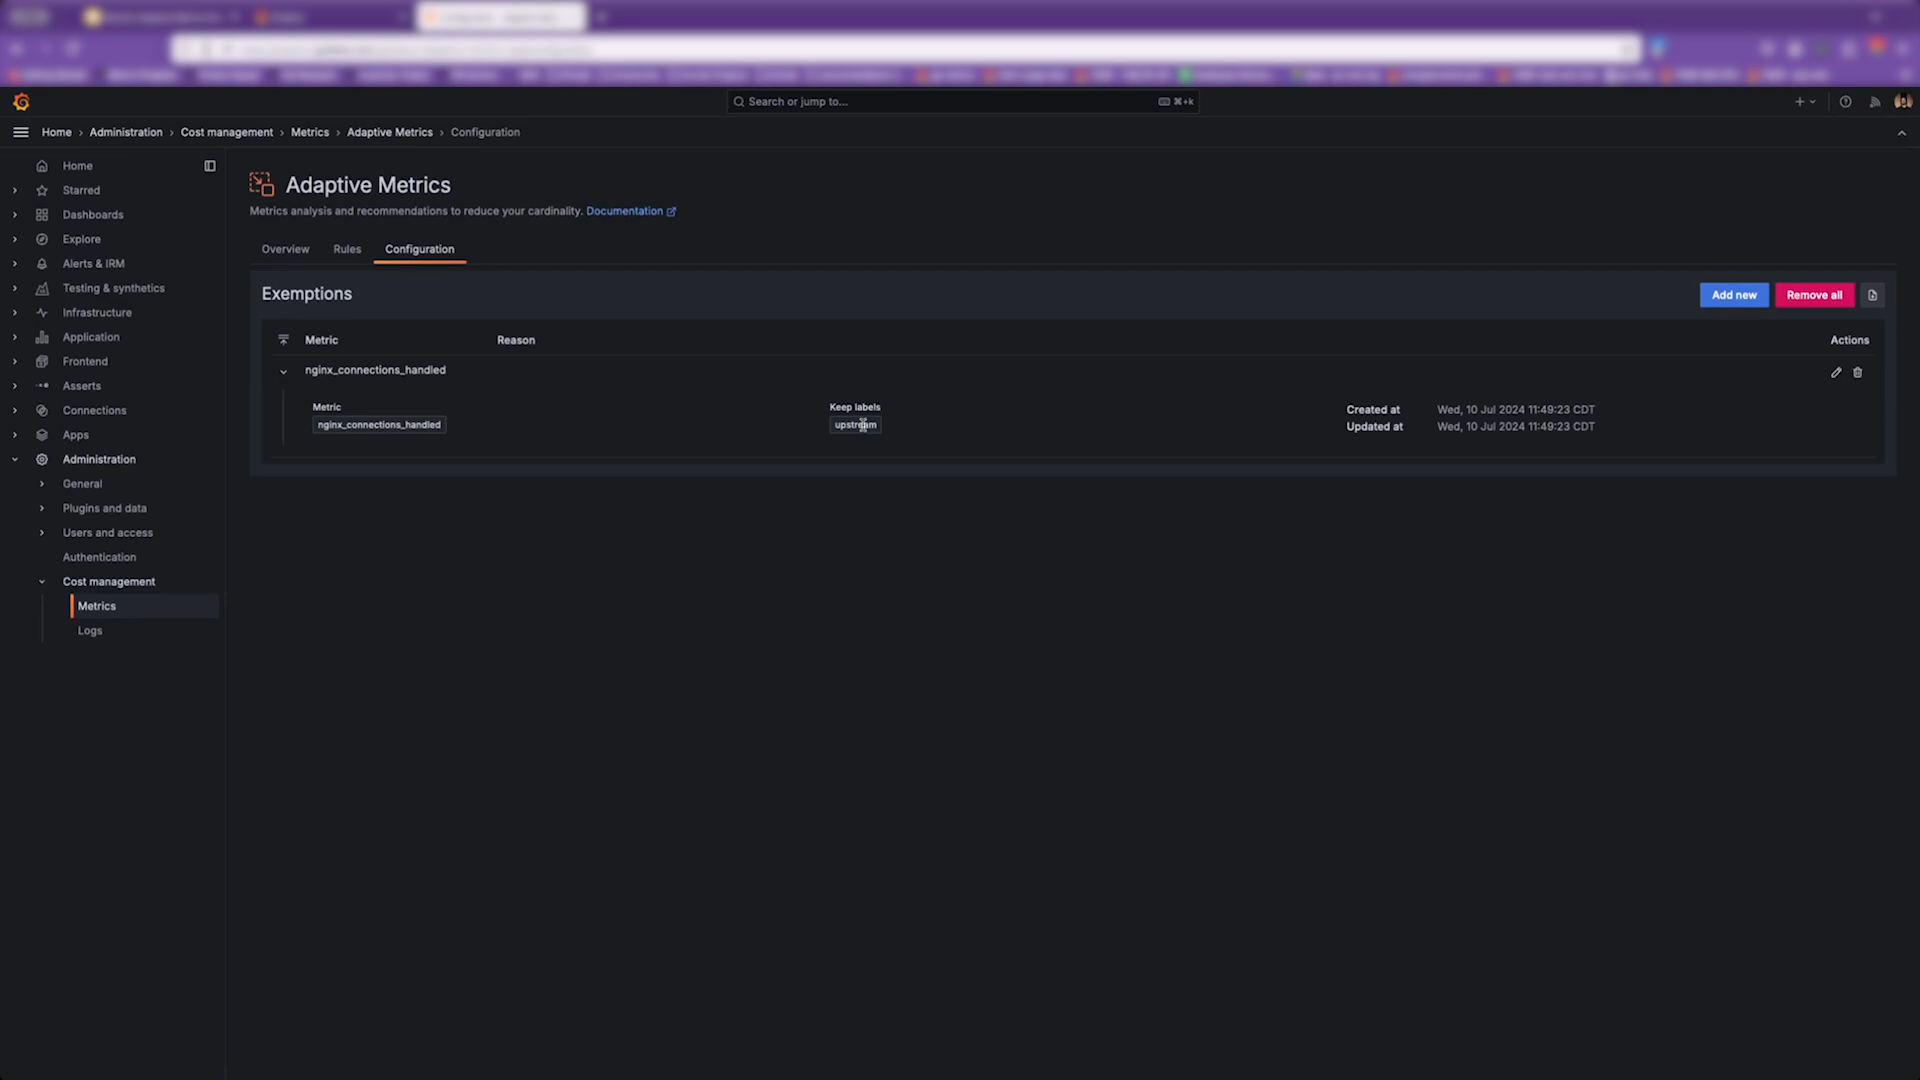 Search or jump to...
⌘+k
Home › Administration › Cost management › Metrics › Adaptive Metrics › Configuration
Home
Starred
Dashboards
Explore
Alerts & IRM
Testing & synthetics
Infrastructure
Application
Frontend
Asserts
Connections
Apps
Administration
General
Plugins and data
Users and access
Authentication
Cost management
Metrics
Logs
Adaptive Metrics
Metrics analysis and recommendations to reduce your cardinality. Documentation
Overview Rules Configuration
Exemptions
Add new Remove all
Metric Reason Actions
nginx_connections_handled
Metric Keep labels
nginx_connections_handled upstream
Created at Wed, 10 Jul 2024 11:49:23 CDT
Updated at Wed, 10 Jul 2024 11:49:23 CDT